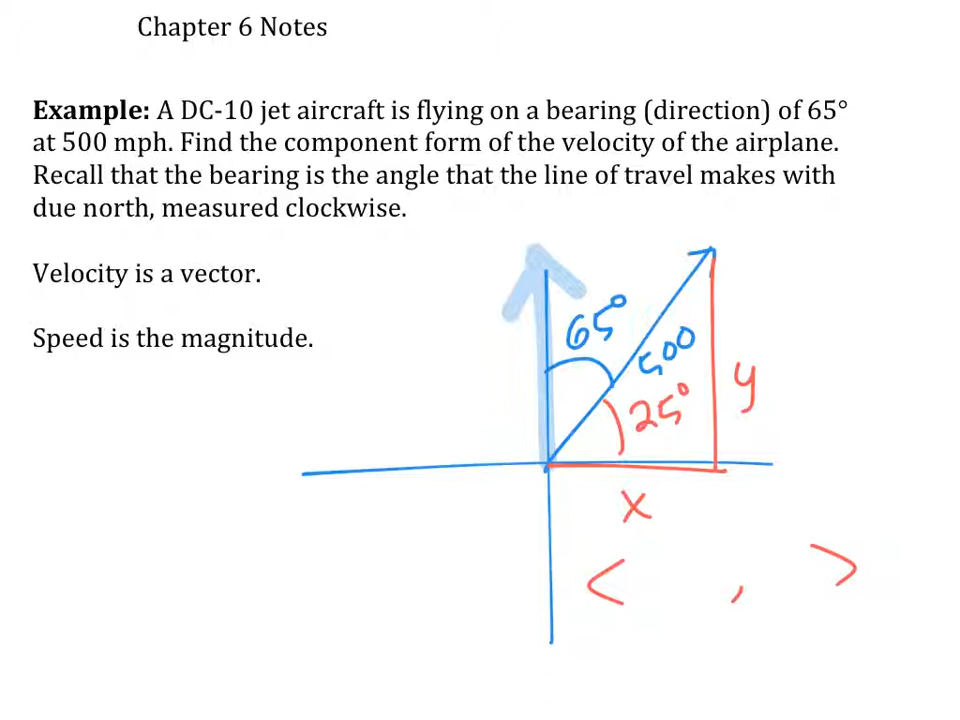 Chapter 6 Notes
Example: A DC-10 jet aircraft is flying on a bearing (direction) of 65°
at 500 mph. Find the component form of the velocity of the airplane.
Recall that the bearing is the angle that the line of travel makes with
due north, measured clockwise.
Velocity is a vector.
Speed is the magnitude.
65°
500
25°
y
x
< , >